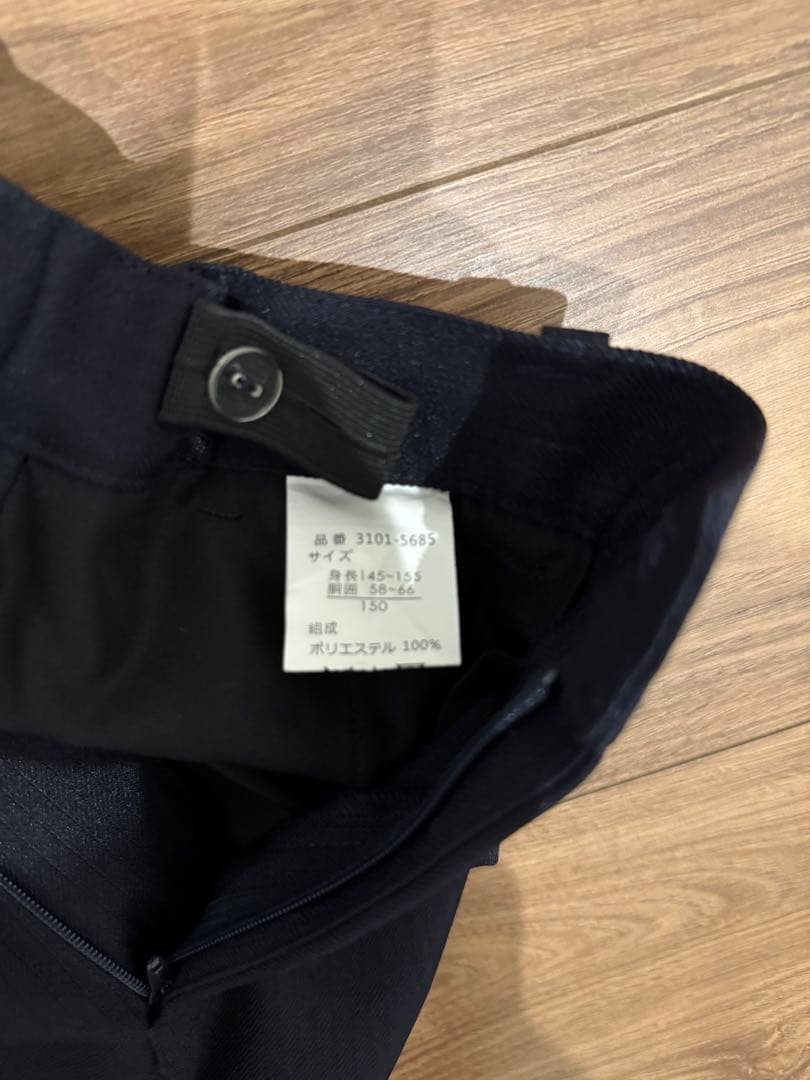 品番 3101-5685
サイズ
身長145~155
胴囲 58~66
150
組成
ポリエステル 100%